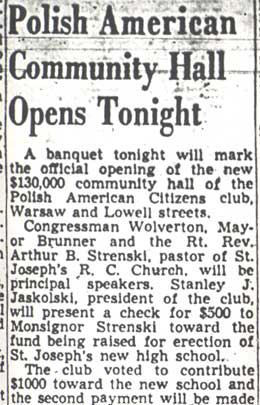 Polish American
Community Hall
Opens Tonight
A banquet tonight will mark
the official opening of the new
$130,000 community hall of the
Polish American Citizens club,
Warsaw and Lowell streets.
Congressman Wolverton, May-
or Brunner and the Rt. Rev.
Arthur B. Strenski, pastor of St.
Joseph's R. C. Church, will be
principal speakers. Stanley J.
Jaskolski, president of the club,
will present a check for $500 to
Monsignor Strenski toward the
fund being raised for erection of
St. Joseph's new high school.
The club voted to contribute
$1000 toward the new school and
the second payment will be made